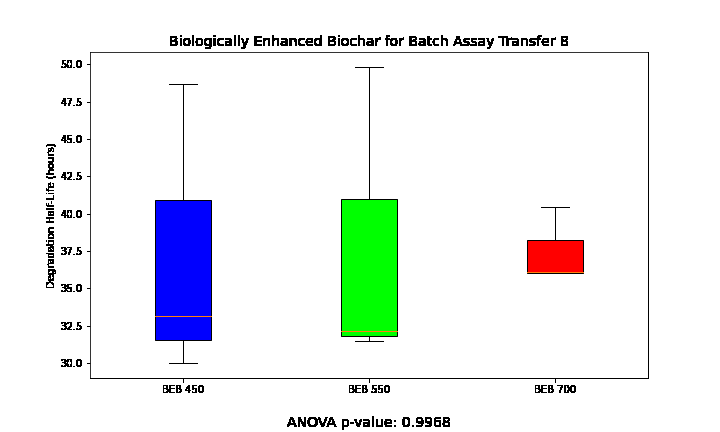 Biologically Enhanced Biochar for Batch Assay Transfer B
Degradation Half-Life (hours)
50.0
47.5
45.0
42.5
40.0
37.5
35.0
32.5
30.0
BEB 450
BEB 550
BEB 700
ANOVA p-value: 0.9968